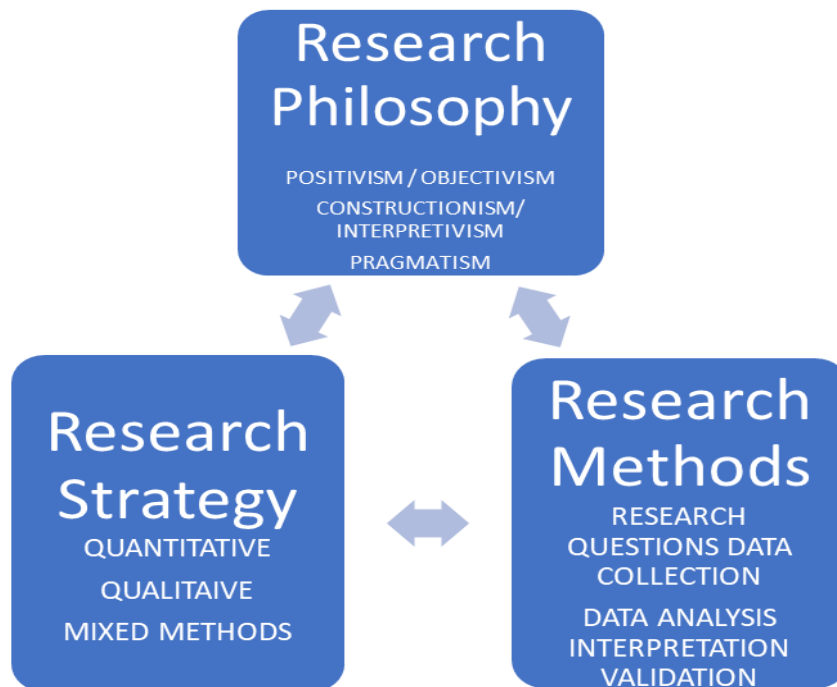 Research
Philosophy
POSITIVISM / OBJECTIVISM
CONSTRUCTIONISM/
INTERPRETIVISM
PRAGMATISM
Research
Strategy
QUANTITATIVE
QUALITAIVE
MIXED METHODS
Research
Methods
RESEARCH
QUESTIONS DATA
COLLECTION
DATA ANALYSIS
INTERPRETATION
VALIDATION